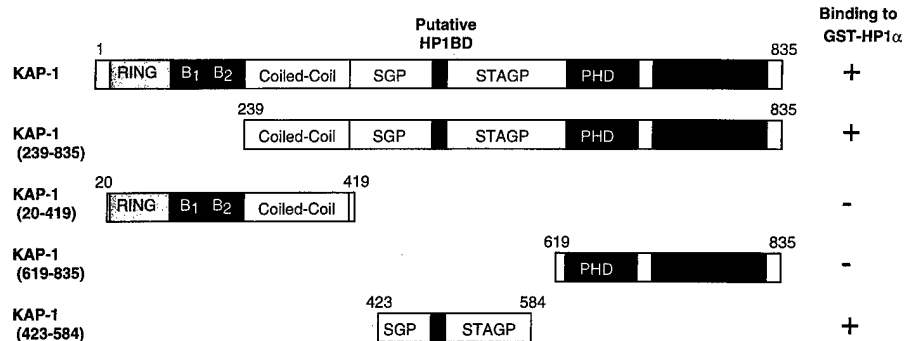 Putative
HP1BD
Binding to
GST-HP1α
1
835
KAP-1
RING
B1
B2
Coiled-Coil
SGP
STAGP
PHD
+
239
835
KAP-1
(239-835)
Coiled-Coil
SGP
STAGP
PHD
+
20
419
KAP-1
(20-419)
RING
B1
B2
Coiled-Coil
-
619
835
KAP-1
(619-835)
PHD
-
423
584
KAP-1
(423-584)
SGP
STAGP
+